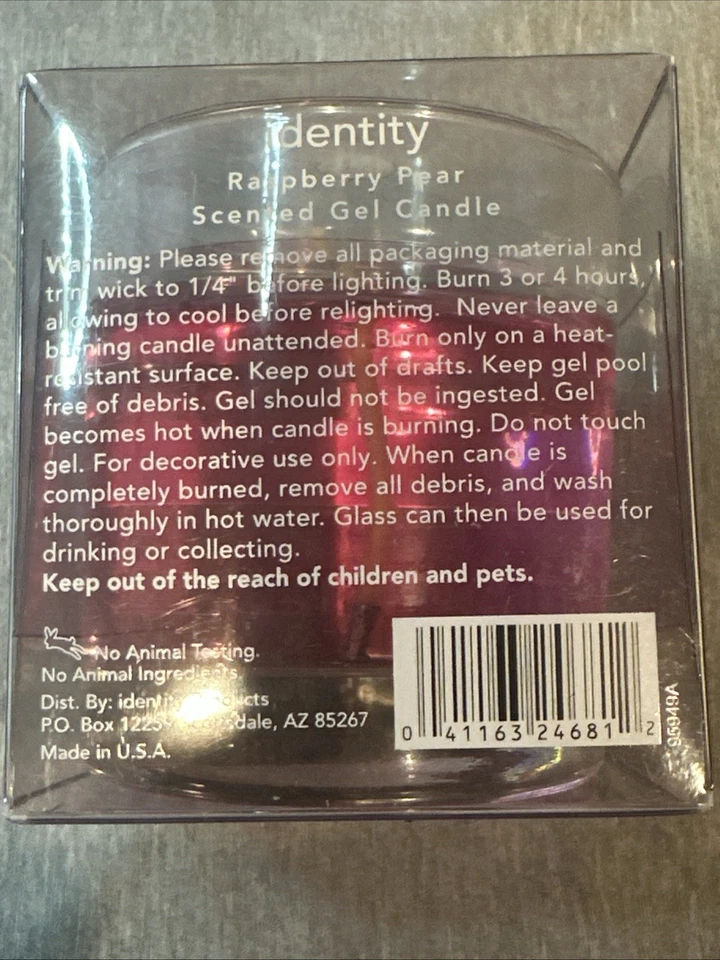 identity
Raspberry Pear
Scented Gel Candle
Warning: Please remove all packaging material and
trim wick to 1/4" before lighting. Burn 3 or 4 hours,
allowing to cool before relighting. Never leave a
burning candle unattended. Burn only on a heat-
resistant surface. Keep out of drafts. Keep gel pool
free of debris. Gel should not be ingested. Gel
becomes hot when candle is burning. Do not touch
gel. For decorative use only. When candle is
completely burned, remove all debris, and wash
thoroughly in hot water. Glass can then be used for
drinking or collecting.
Keep out of the reach of children and pets.
No Animal Testing.
No Animal Ingredients.
Dist. By: identity products
P.O. Box AZ 85267
Made in U.S.A.
0 41163 24681 2
95949A